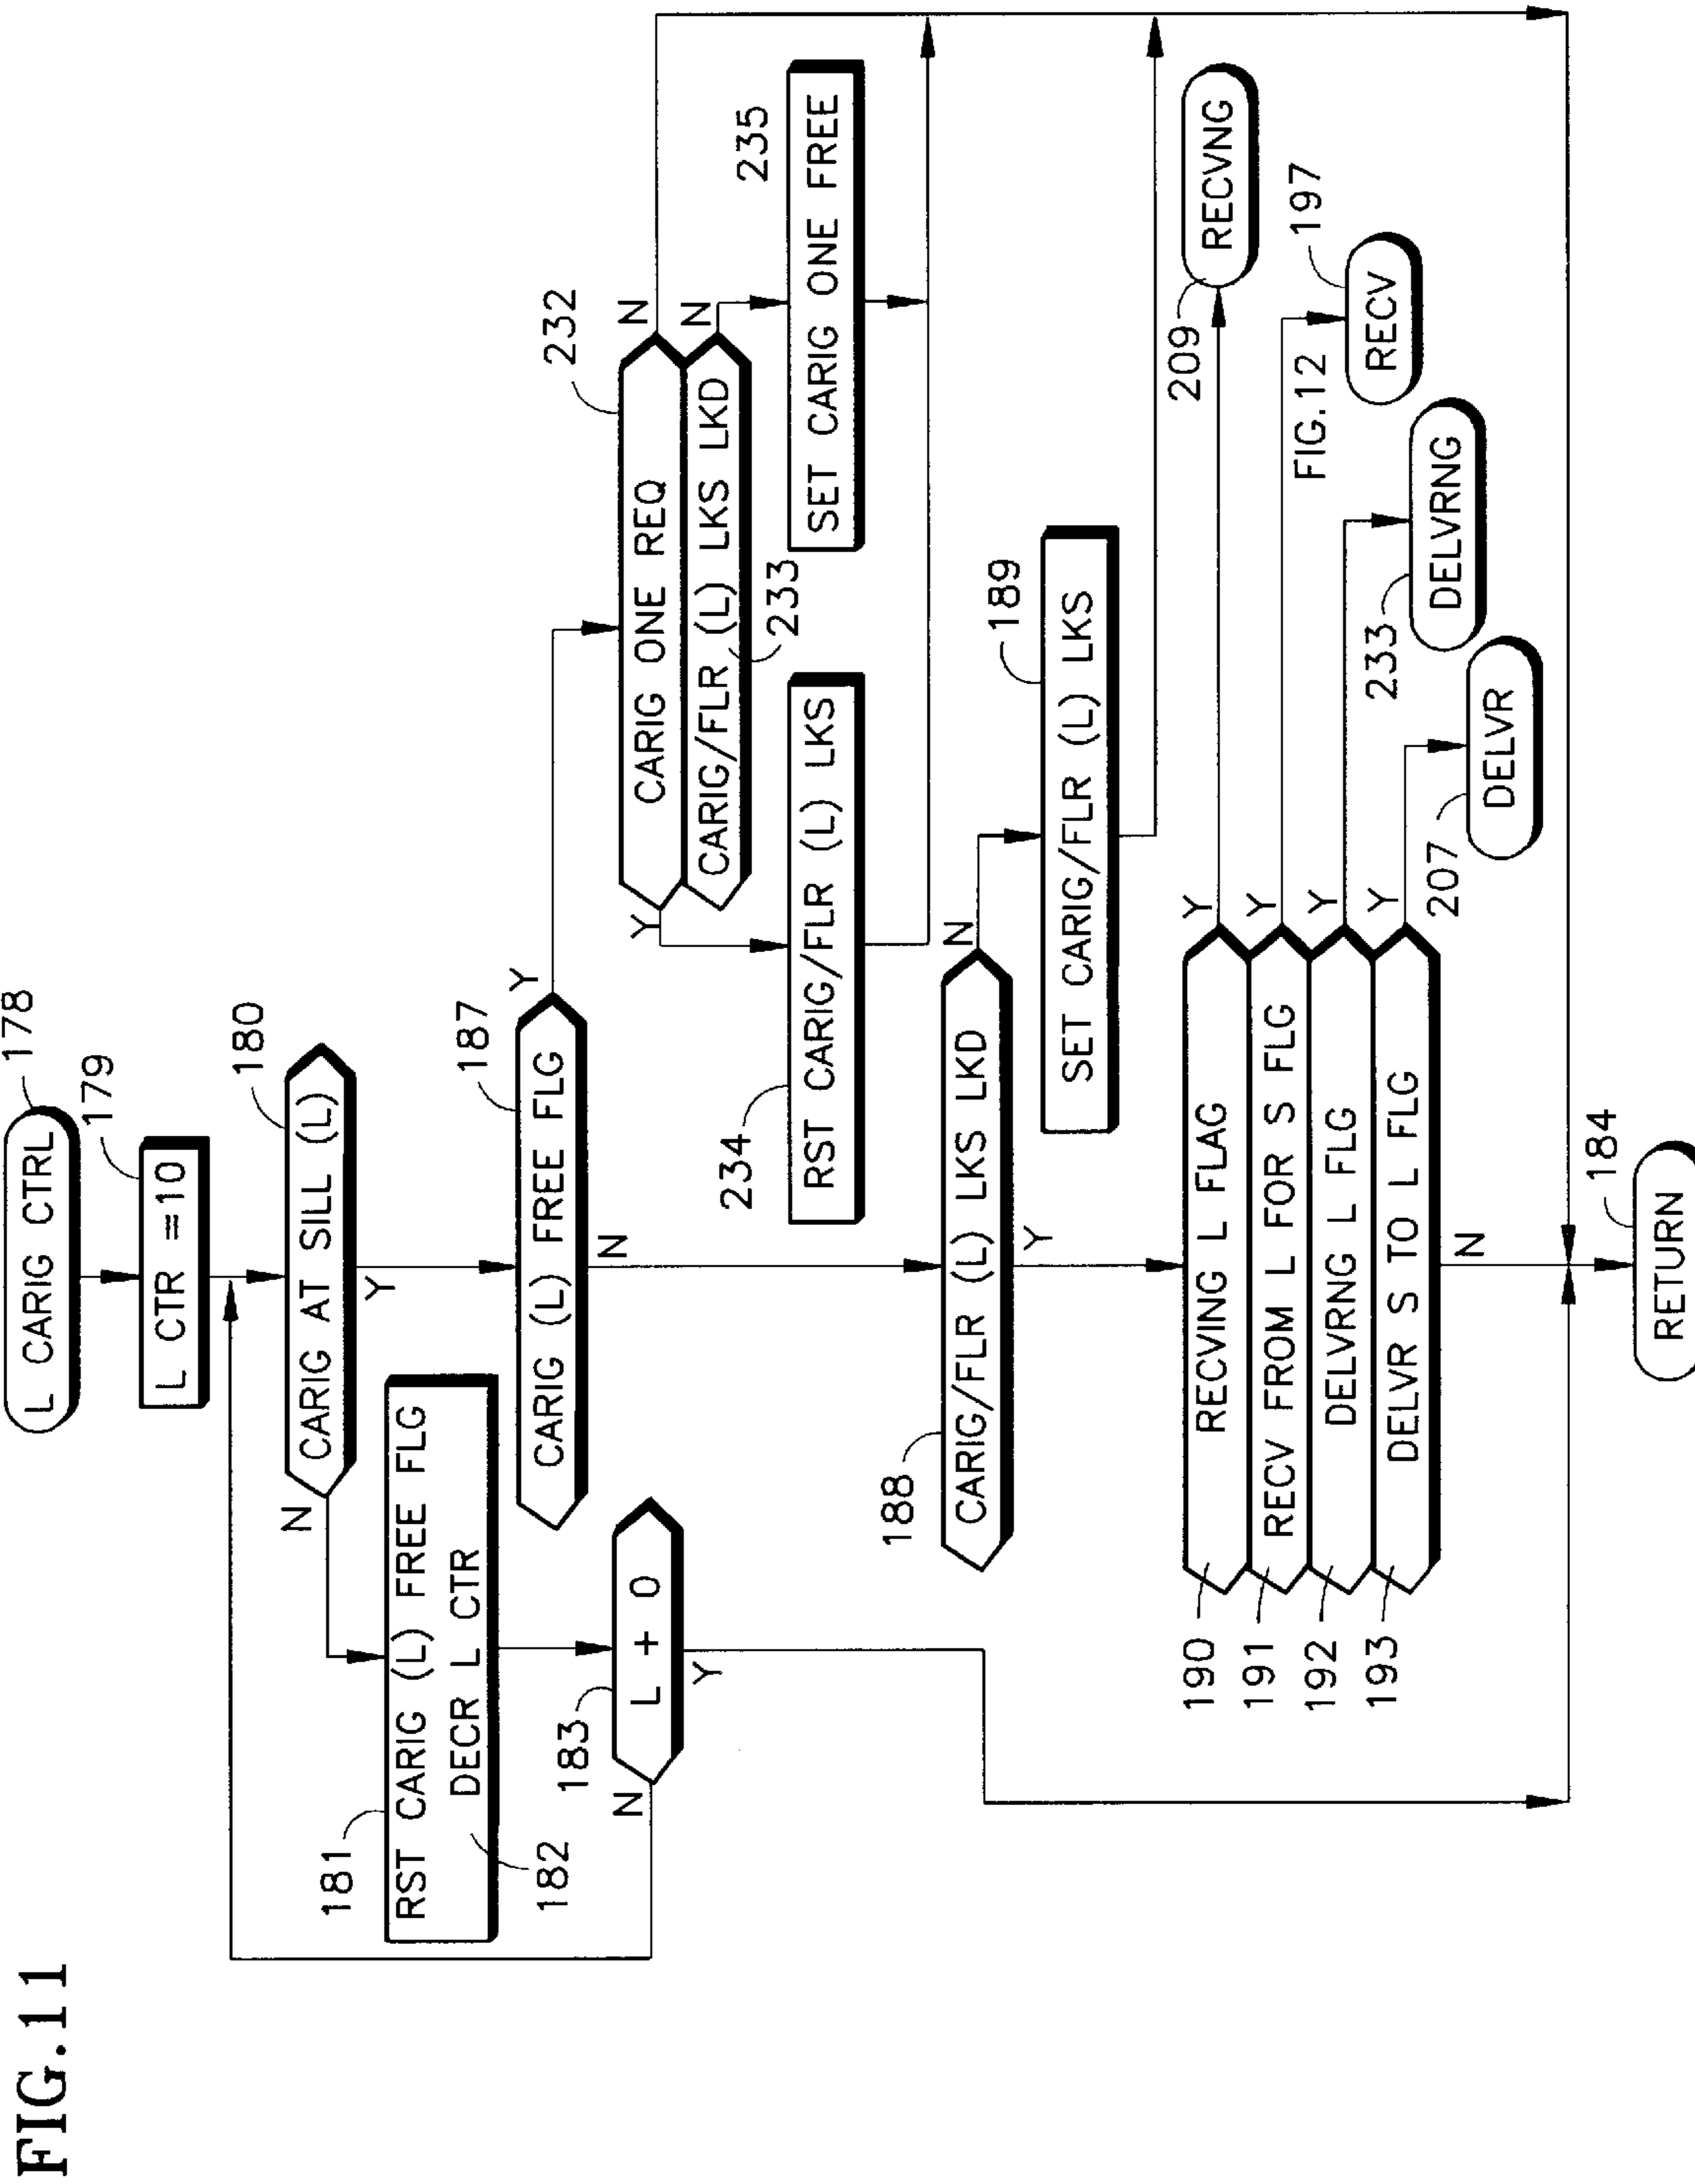 FIG.11
L CARIG CTRL
178
L CTR = 10
179
CARIG AT SILL (L)
180
N
Y
RST CARIG (L) FREE FLG
DECR L CTR
181
182
183
L + 0
N
Y
CARIG (L) FREE FLG
187
Y
N
CARIG ONE REQ
232
N
CARIG/FLR (L) LKS LKD
233
N
Y
RST CARIG/FLR (L) LKS
234
SET CARIG ONE FREE
235
CARIG/FLR (L) LKS LKD
188
N
Y
SET CARIG/FLR (L) LKS
189
190
RECVING L FLAG
Y
209
RECVNG
191
RECV FROM L FOR S FLG
Y
FIG.12
RECV
197
192
DELVRNG L FLG
Y
233
DELVRNG
193
DELVR S TO L FLG
Y
207
DELVR
N
RETURN
184